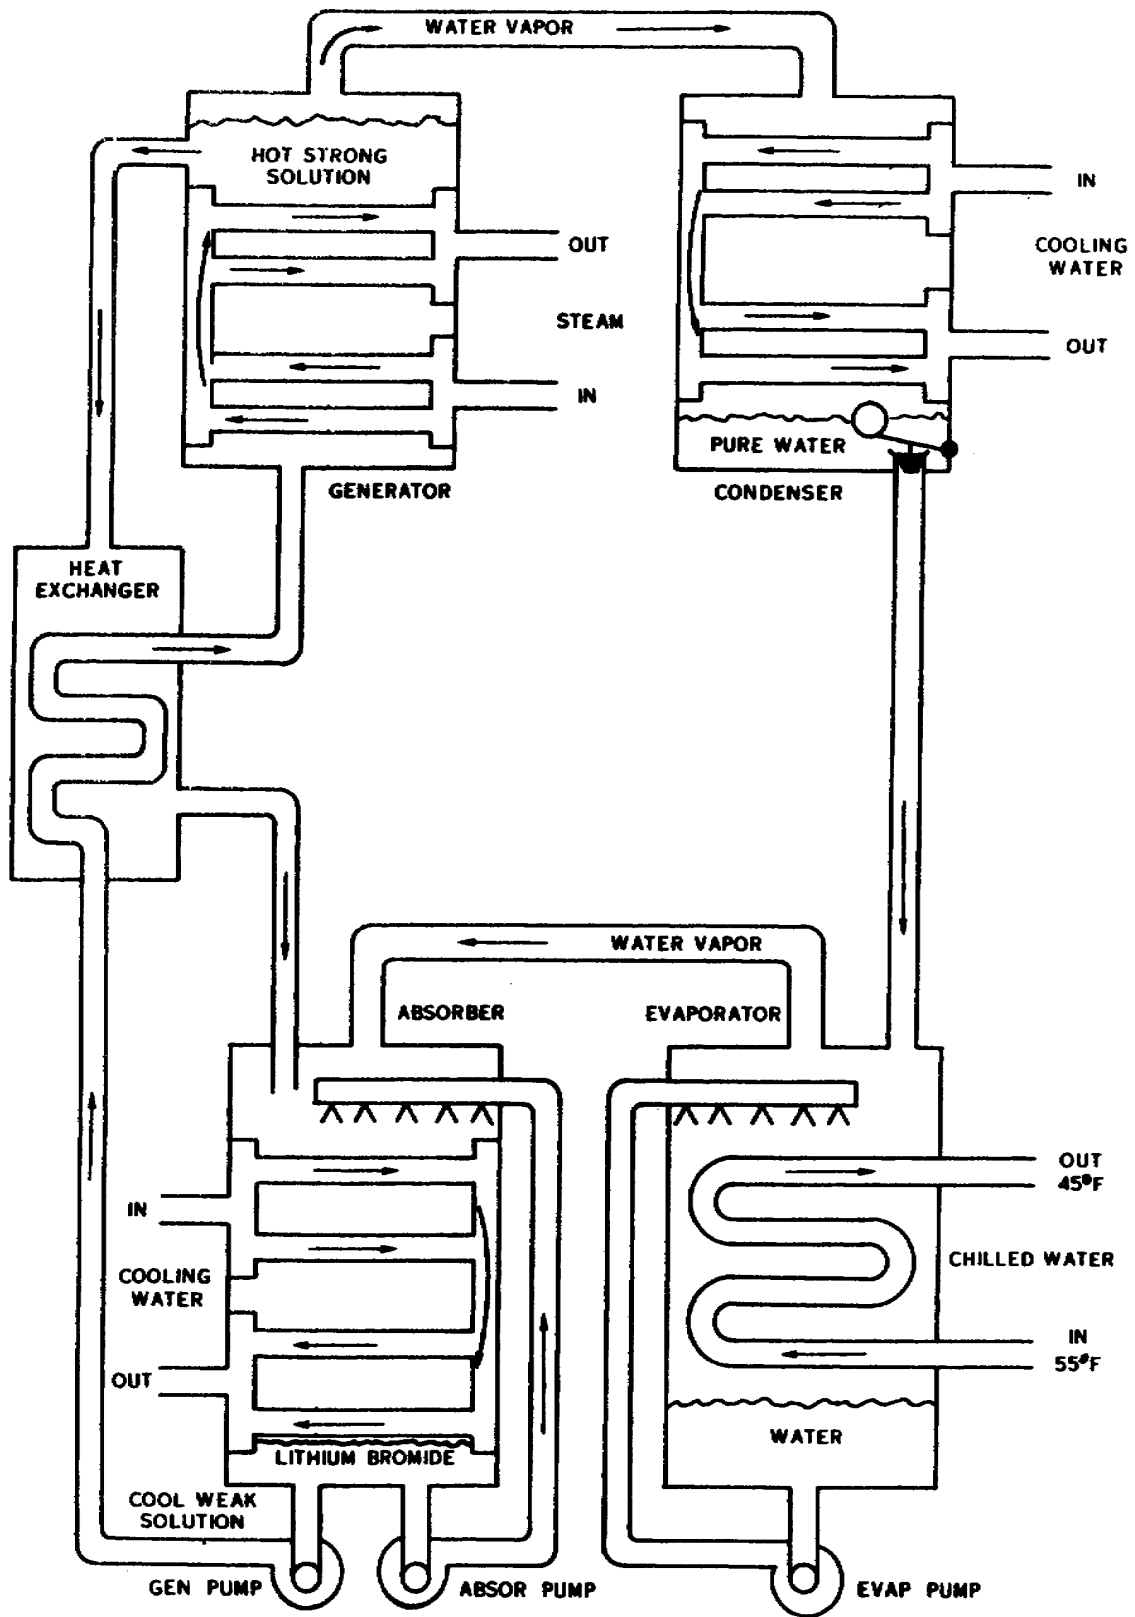 WATER VAPOR
HOT STRONG
SOLUTION
OUT
STEAM
IN
GENERATOR
IN
COOLING
WATER
OUT
PURE WATER
CONDENSER
HEAT
EXCHANGER
WATER VAPOR
ABSORBER
EVAPORATOR
IN
COOLING
WATER
OUT
LITHIUM BROMIDE
COOL WEAK
SOLUTION
GEN PUMP
ABSOR PUMP
OUT
45°F
CHILLED WATER
IN
55°F
WATER
EVAP PUMP